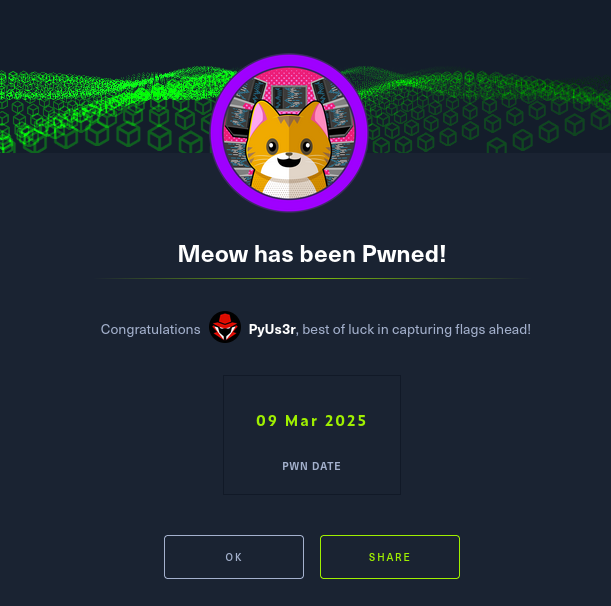 Meow has been Pwned!
Congratulations PyUs3r, best of luck in capturing flags ahead!
09 Mar 2025
PWN DATE
OK
SHARE